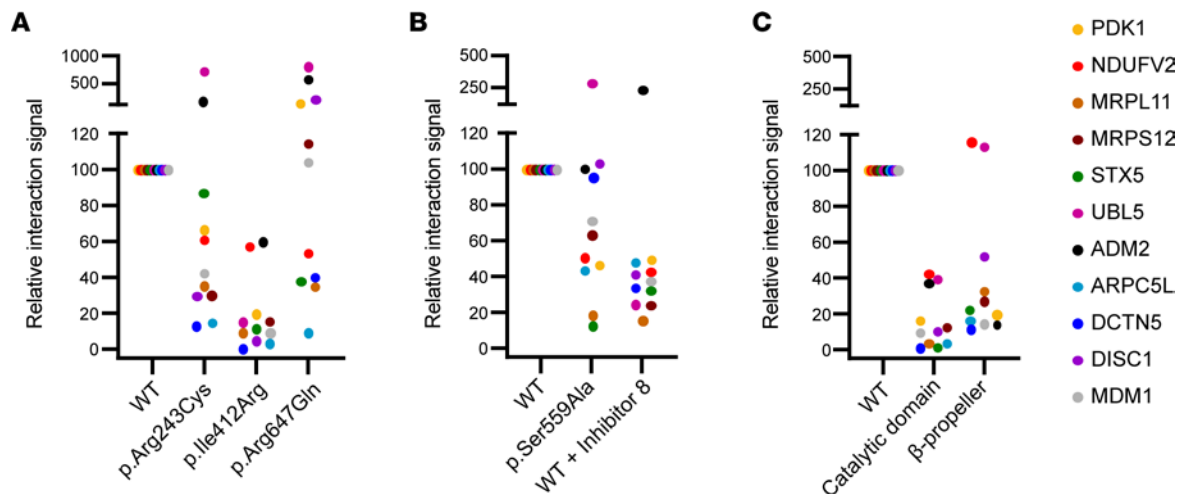 A
Relative interaction signal
1000
500
120
100
80
60
40
20
0
WT
p.Arg243Cys
p.Ile412Arg
p.Arg647Gln
B
Relative interaction signal
500
250
120
100
80
60
40
20
0
WT
p.Ser559Ala
WT + Inhibitor 8
C
Relative interaction signal
500
250
120
100
80
60
40
20
0
WT
Catalytic domain
β-propeller
PDK1
NDUFV2
MRPL11
MRPS12
STX5
UBL5
ADM2
ARPC5L
DCTN5
DISC1
MDM1